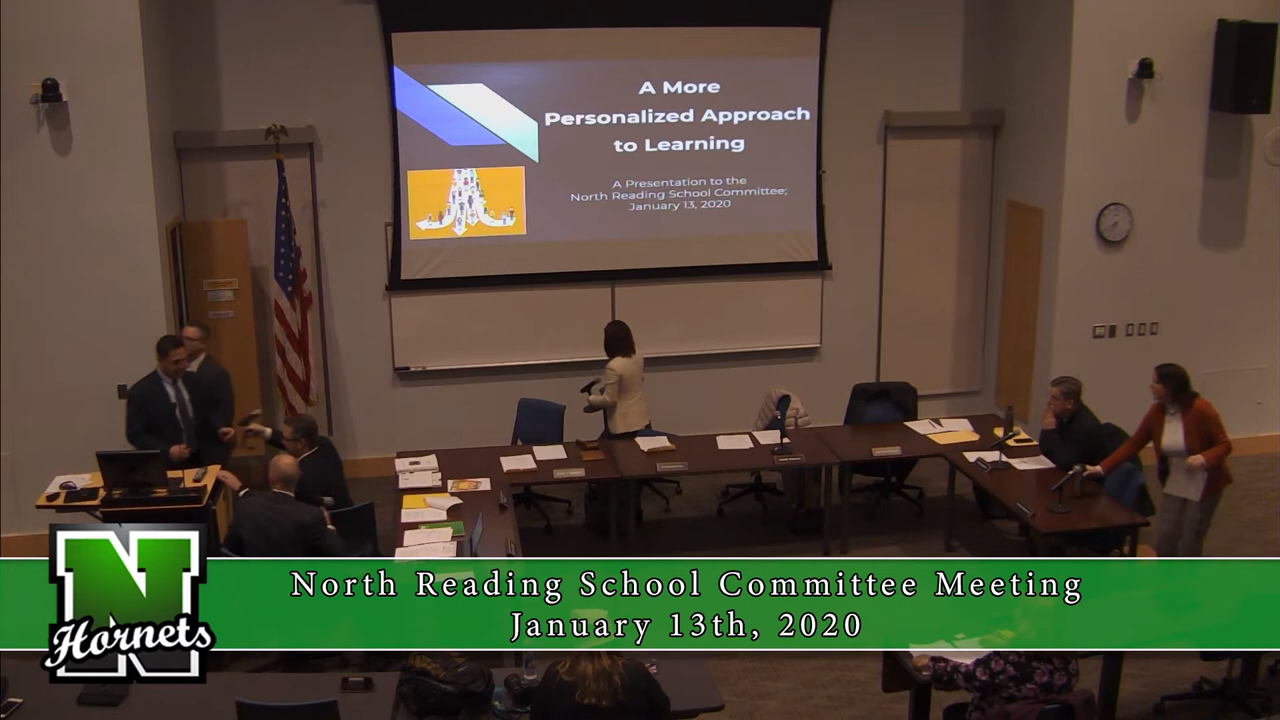 A More
Personalized Approach
to Learning
A Presentation to the
North Reading School Committee;
January 13, 2020
N
Hornets
North Reading School Committee Meeting
January 13th, 2020